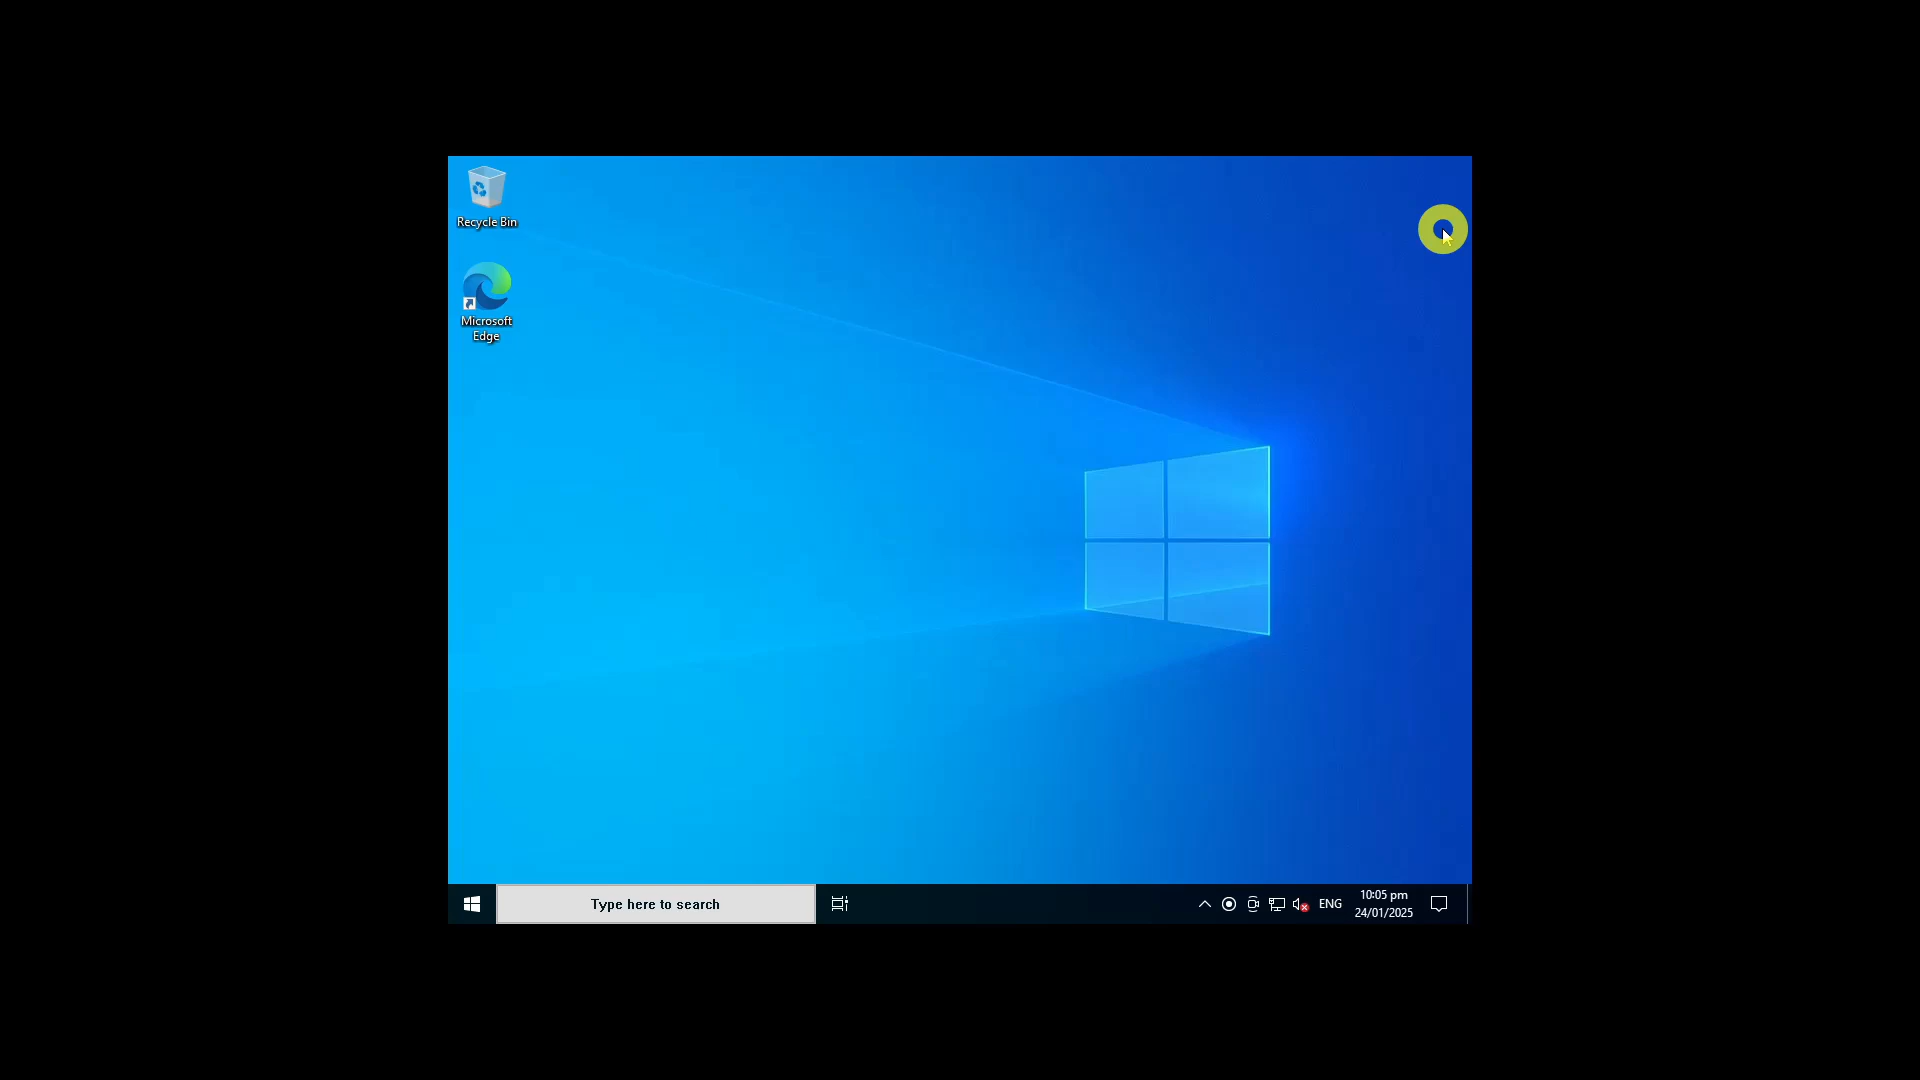 Recycle Bin
Microsoft
Edge
Type here to search
ENG
10:05 pm
24/01/2025